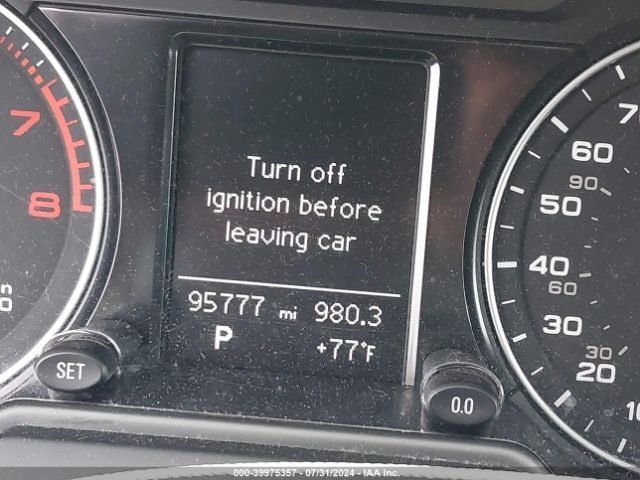 Turn off
ignition before
leaving car
95777 mi 980.3
P +77°F
SET
0.0
7
8
7
60
90
50
40
60
30
30
20
10
000-39975357 - 07/31/2024 - IAA Inc.